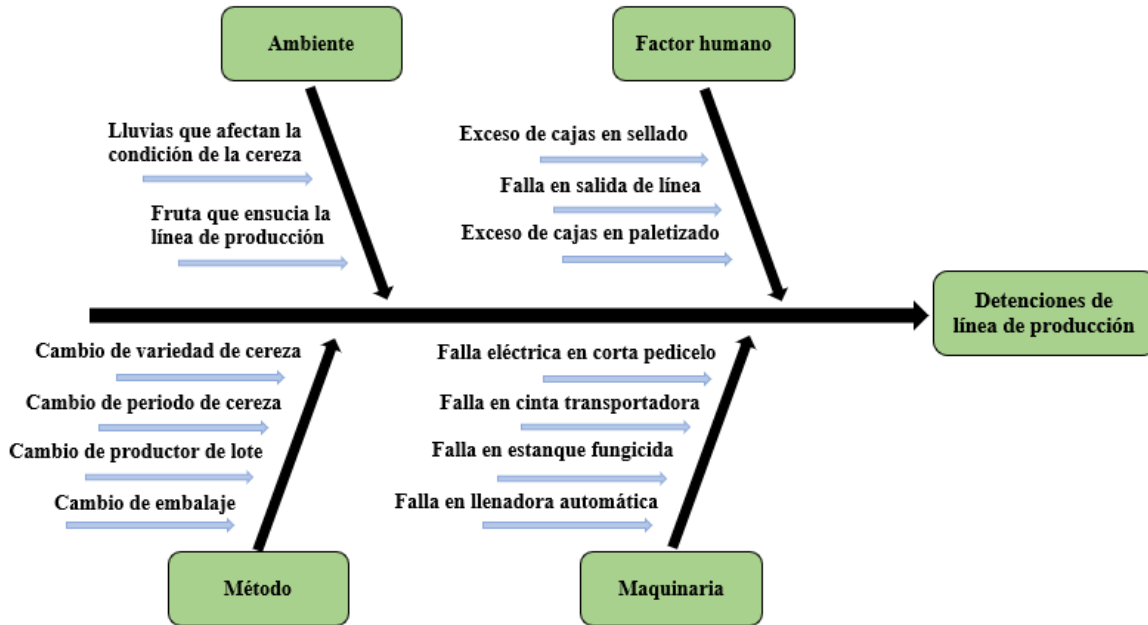 Ambiente
Factor humano
Lluvias que afectan la
condición de la cereza
Fruta que ensucia la
línea de producción
Exceso de cajas en sellado
Falla en salida de línea
Exceso de cajas en paletizado
Detenciones de
línea de producción
Cambio de variedad de cereza
Cambio de periodo de cereza
Cambio de productor de lote
Cambio de embalaje
Falla eléctrica en corta pedicelo
Falla en cinta transportadora
Falla en estanque fungicida
Falla en llenadora automática
Método
Maquinaria